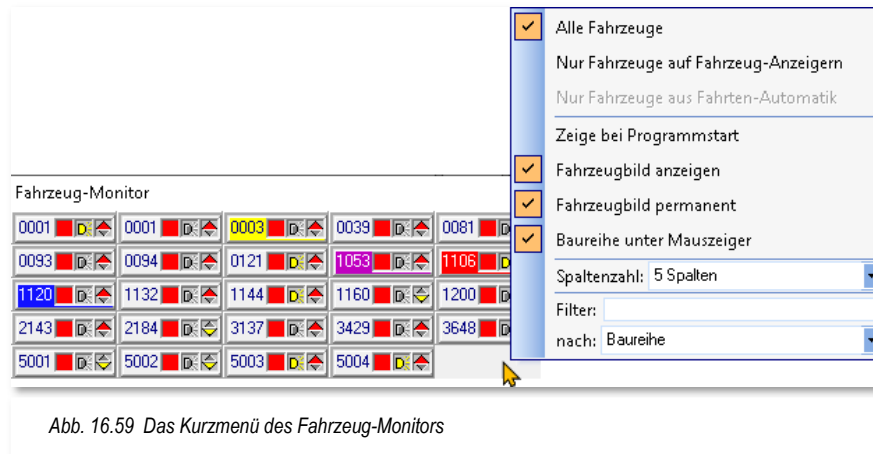 Alle Fahrzeuge
Nur Fahrzeuge auf Fahrzeug-Anzeigern
Nur Fahrzeuge aus Fahrten-Automatik
Zeige bei Programmstart
Fahrzeugbild anzeigen
Fahrzeugbild permanent
Baureihe unter Mauszeiger
Spaltenzahl: 5 Spalten
Filter:
nach: Baureihe
Fahrzeug-Monitor
0001 D 0001 D 0003 D 0039 D 0081 D
0093 D 0094 D 0121 D 1053 D 1106 D
1120 D 1132 D 1144 D 1160 D 1200 D
2143 D 2184 D 3137 D 3429 D 3648 D
5001 D 5002 D 5003 D 5004 D
Abb. 16.59 Das Kurzmenü des Fahrzeug-Monitors